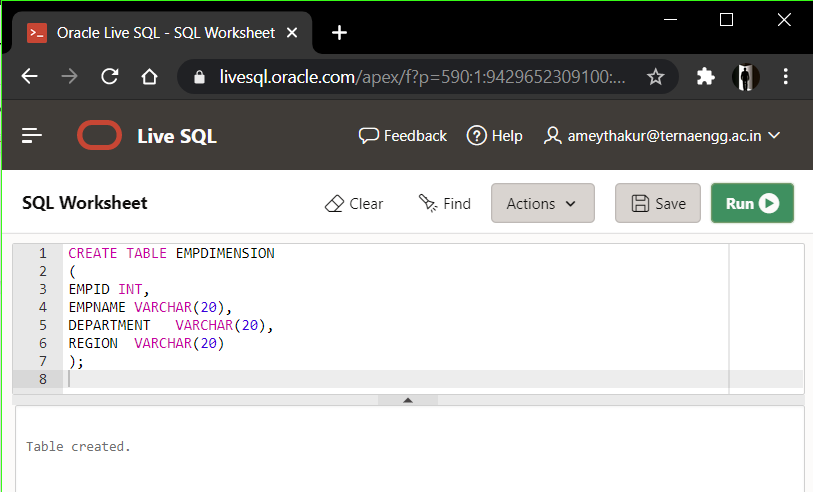 Oracle Live SQL - SQL Worksheet
livesql.oracle.com/apex/f?p=590:1:9429652309100:...
Live SQL Feedback Help ameythakur@ternaengg.ac.in
SQL Worksheet Clear Find Actions Save Run
1 CREATE TABLE EMPDIMENSION
2 (
3 EMPID INT,
4 EMPNAME VARCHAR(20),
5 DEPARTMENT   VARCHAR(20),
6 REGION  VARCHAR(20)
7 );
8
Table created.